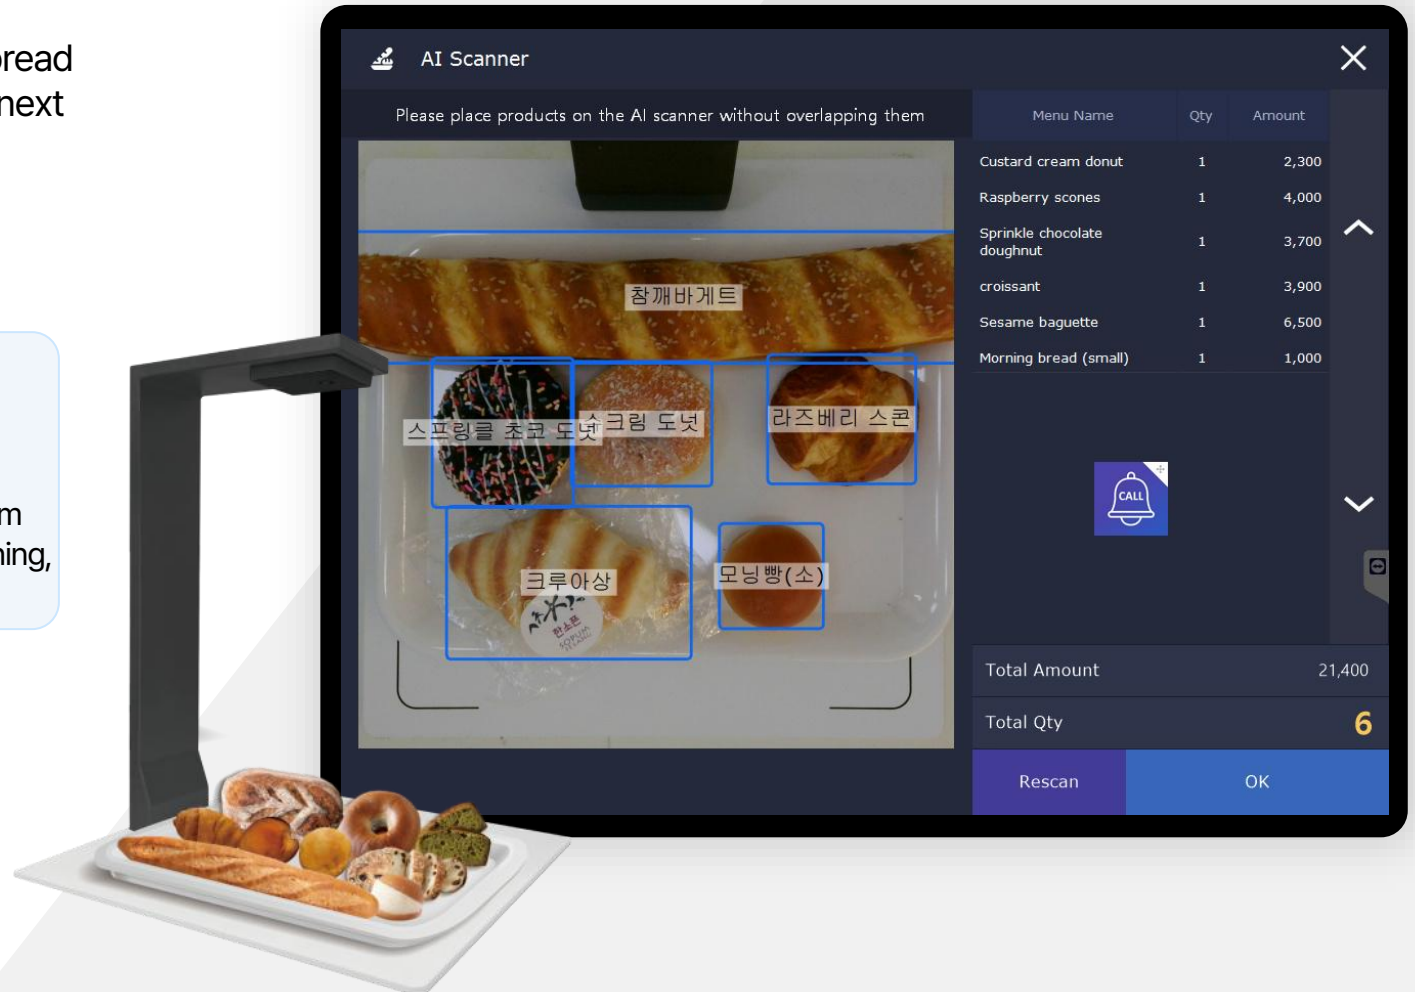 bread
next
m
ning,
AI Scanner
Please place products on the AI scanner without overlapping them
Menu Name Qty Amount
Custard cream donut 1 2,300
Raspberry scones 1 4,000
Sprinkle chocolate
doughnut 1 3,700
croissant 1 3,900
Sesame baguette 1 6,500
Morning bread (small) 1 1,000
참깨바게트
스프링클 초코 도넛
크림 도넛
라즈베리 스콘
크루아상
모닝빵(소)
CALL
Total Amount 21,400
Total Qty 6
Rescan OK